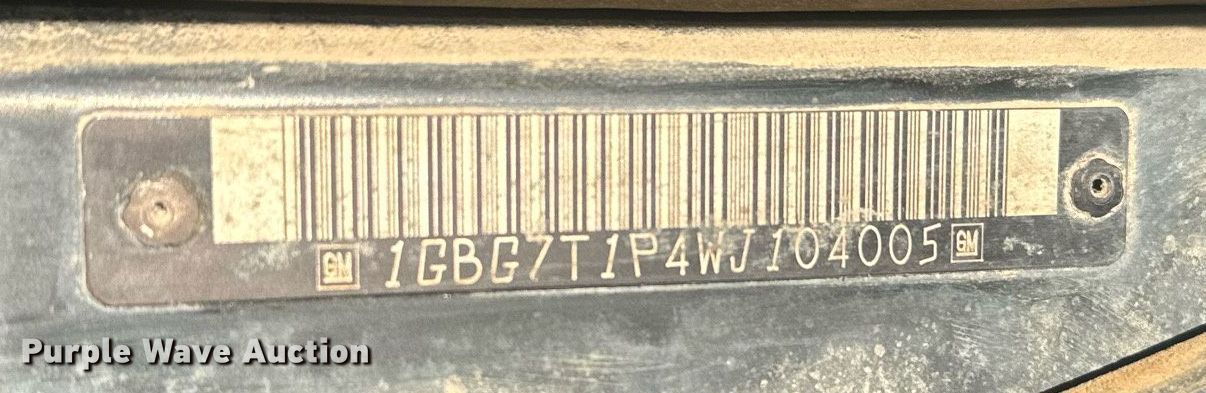 GM 1GBG7T1P4WJ104005 GM
Purple Wave Auction